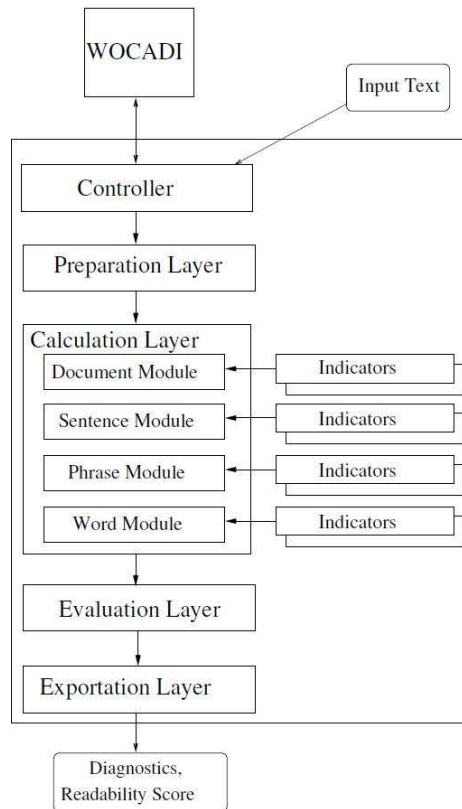 WOCADI
Input Text
Controller
Preparation Layer
Calculation Layer
Document Module
Indicators
Sentence Module
Indicators
Phrase Module
Indicators
Word Module
Indicators
Evaluation Layer
Exportation Layer
Diagnostics,
Readability Score